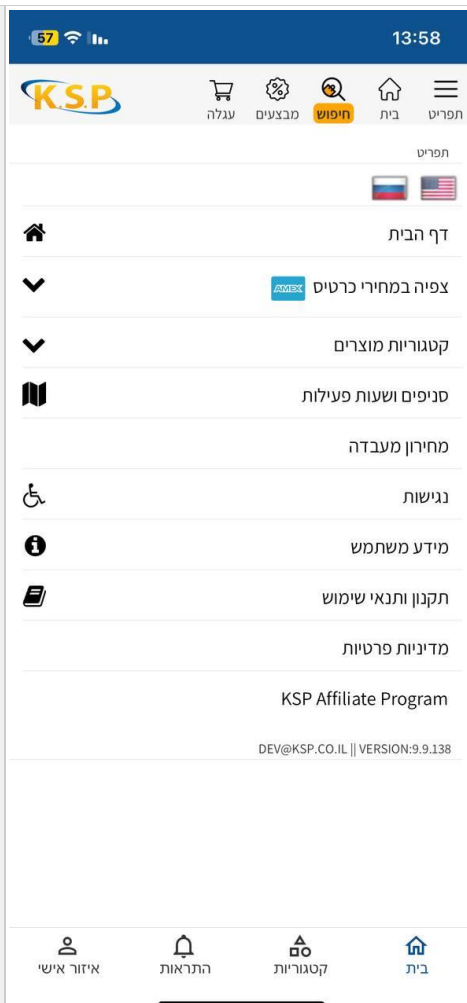 13:58
57
תפריט
בית
חיפוש
מבצעים
עגלה
K.S.P
תפריט
דף הבית
צפיה במחירי כרטיס AMEX
קטגוריות מוצרים
סניפים ושעות פעילות
מחירון מעבדה
נגישות
מידע משתמש
תקנון ותנאי שימוש
מדיניות פרטיות
KSP Affiliate Program
DEV@KSP.CO.IL || VERSION:9.9.138
בית
קטגוריות
התראות
איזור אישי